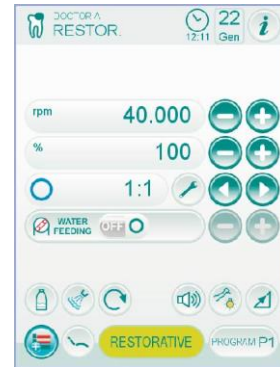 DOCTOR A
RESTOR.
12:11
22
Gen
i
rpm
40.000
%
100
1:1
WATER
FEEDING
OFF
RESTORATIVE
PROGRAM P1